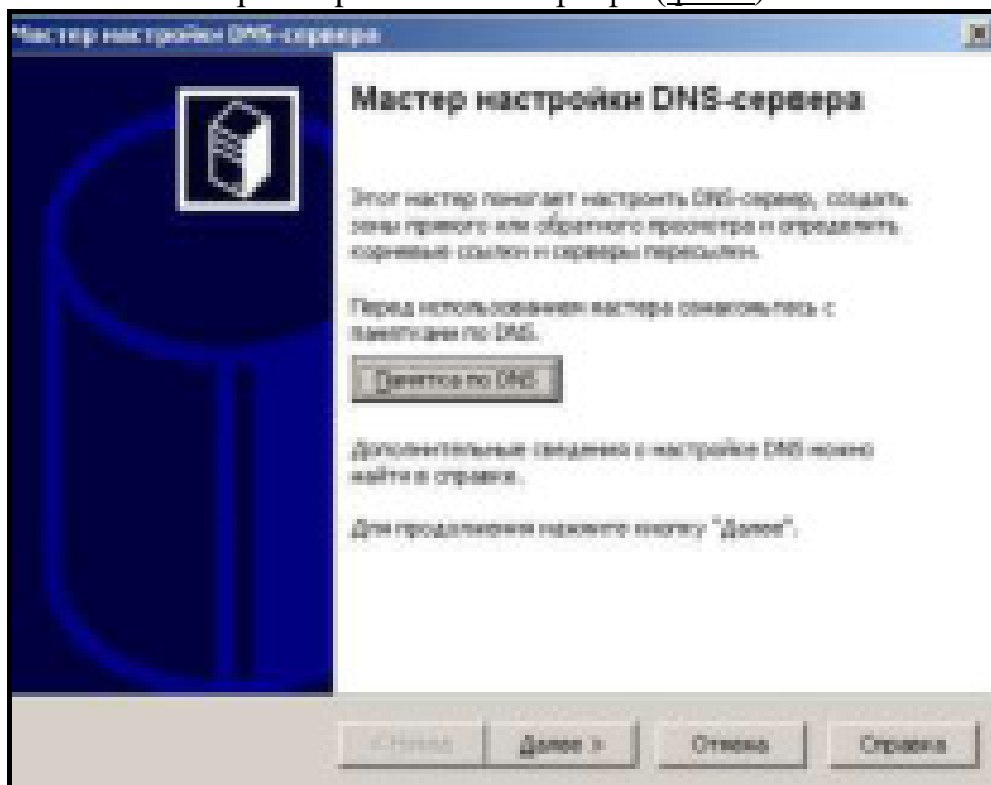 Мастер настройки DNS-сервера
Мастер настройки DNS-сервера
Этот мастер помогает настроить DNS-сервер, создать
зоны прямого или обратного просмотра и определить
корневые ссылки и серверы пересылки.
Перед использованием мастера ознакомьтесь с
памятками по DNS.
Памятка по DNS
Дополнительные сведения о настройке DNS можно
найти в справке.
Для продолжения нажмите кнопку "Далее".
< Назад
Далее >
Отмена
Справка